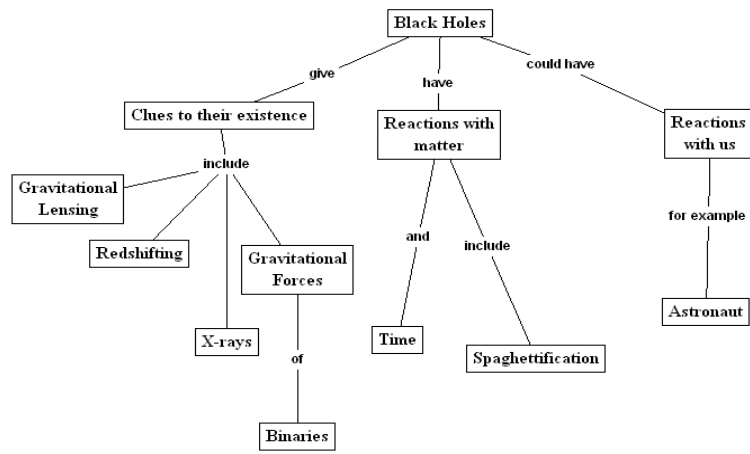 Black Holes
give
have
could have
Clues to their existence
Reactions with
matter
Reactions
with us
include
Gravitational
Lensing
Redshifting
Gravitational
Forces
X-rays
of
Binaries
and
include
Time
Spaghettification
for example
Astronaut